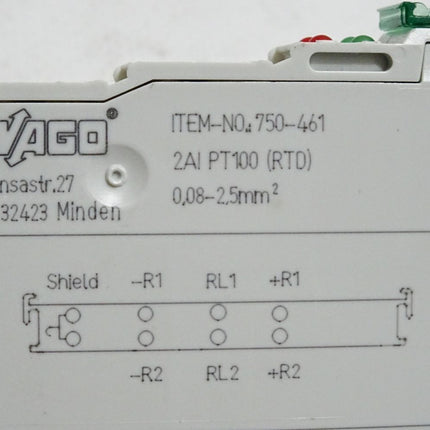 WAGO®
nsastr.27
32423 Minden
ITEM-NO.:750-461
2AI PT100 (RTD)
0,08-2,5mm²
Shield -R1 RL1 +R1
-R2 RL2 +R2